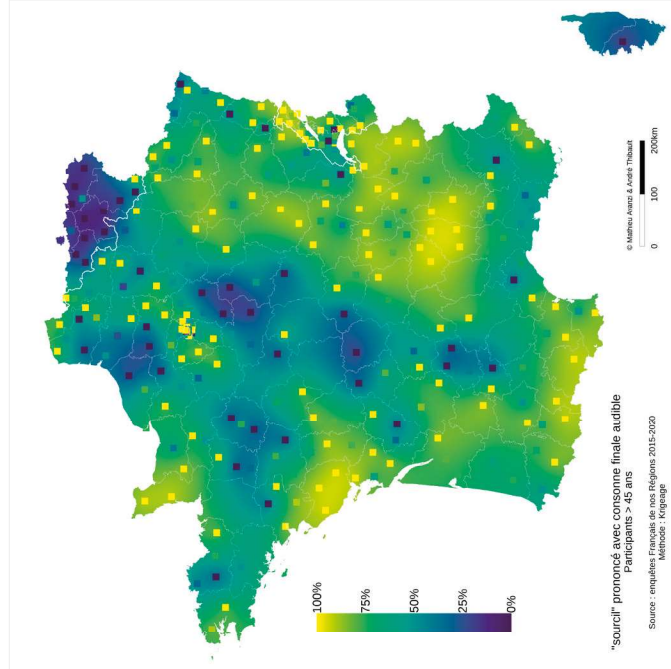 "sourcil" prononcé avec consonne finale audible
Participants > 45 ans
Source : enquêtes Français de nos Régions 2015-2020
Méthode : Krigeage
100%
75%
50%
25%
0%
© Mathieu Avanzi & André Thibault
0 100 200km